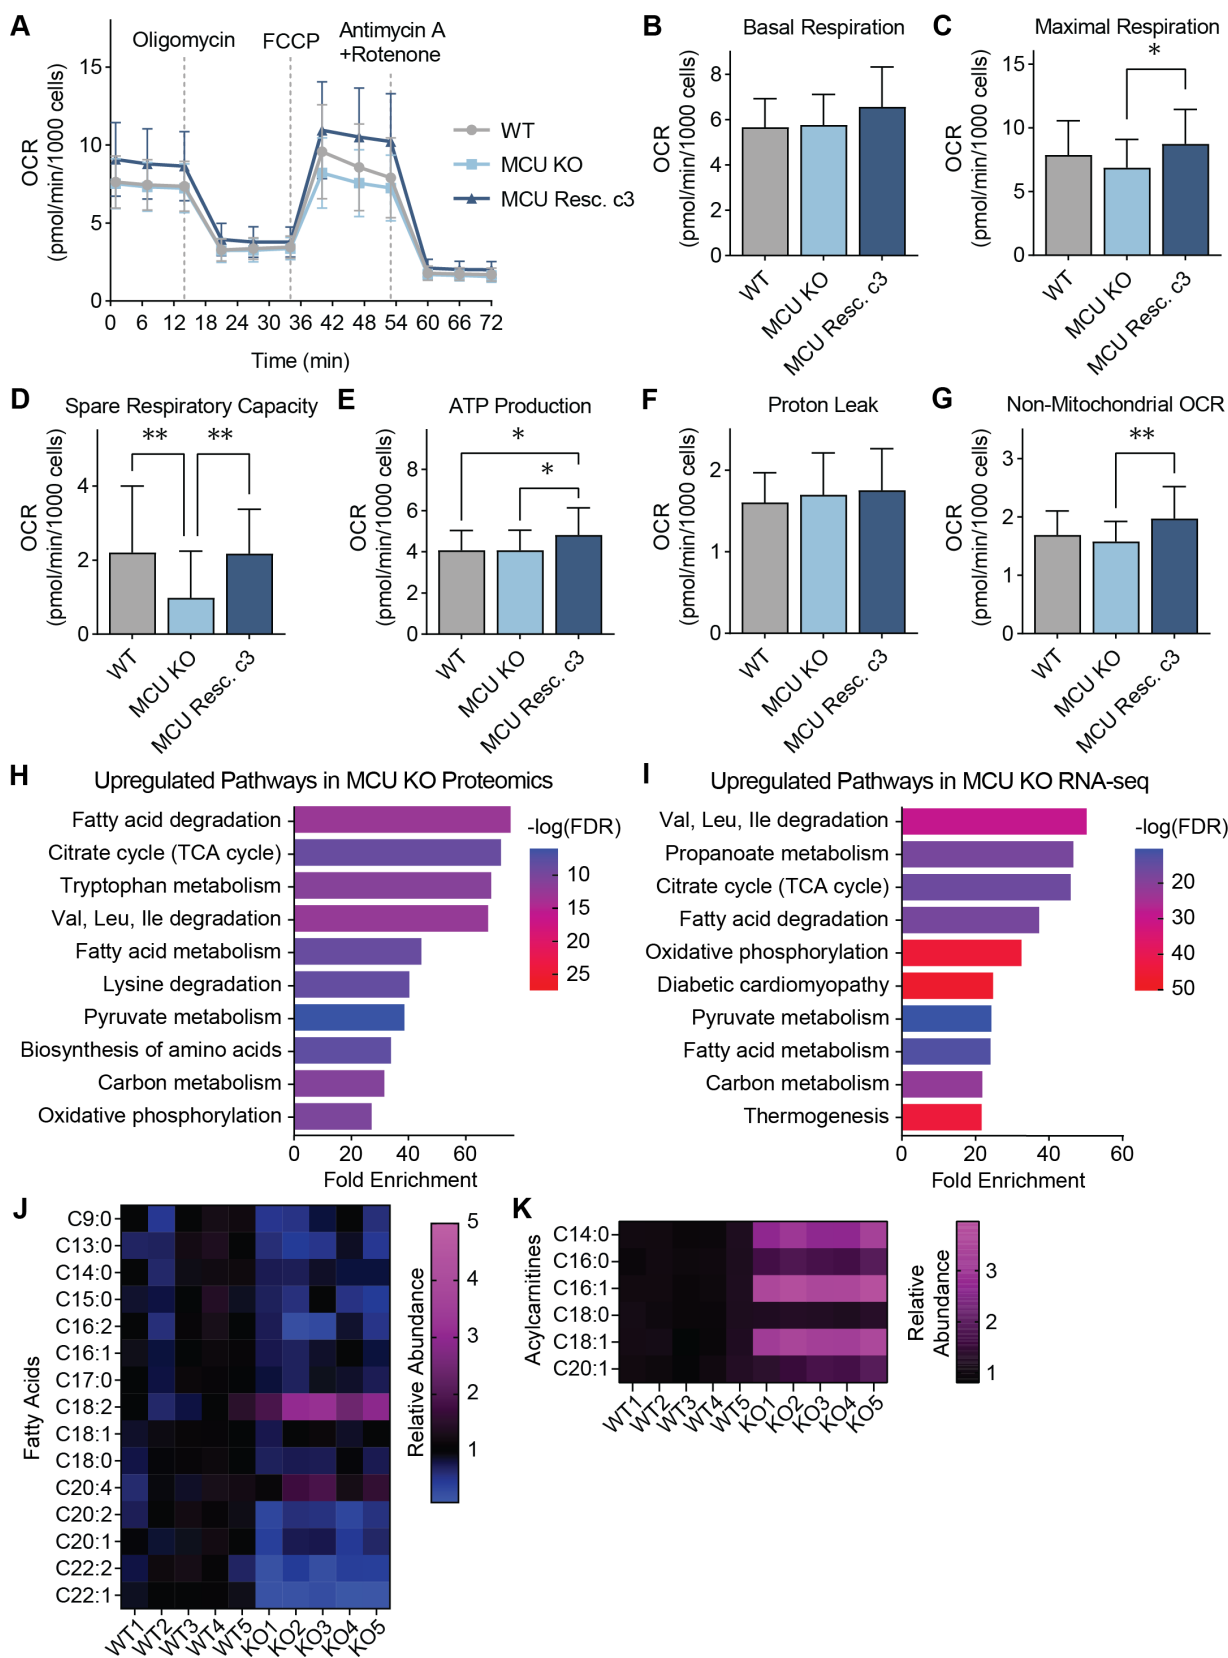 A
Oligomycin
FCCP
Antimycin A
+Rotenone
OCR
(pmol/min/1000 cells)
15
10
5
0
0 6 12 18 24 30 36 42 48 54 60 66 72
Time (min)
WT
MCU KO
MCU Resc. c3
B
Basal Respiration
OCR
(pmol/min/1000 cells)
8
6
4
2
0
WT
MCU KO
MCU Resc. c3
C
Maximal Respiration
*
OCR
(pmol/min/1000 cells)
15
10
5
0
WT
MCU KO
MCU Resc. c3
D
Spare Respiratory Capacity
** **
OCR
(pmol/min/1000 cells)
4
2
0
WT
MCU KO
MCU Resc. c3
E
ATP Production
*
*
OCR
(pmol/min/1000 cells)
8
6
4
2
0
WT
MCU KO
MCU Resc. c3
F
Proton Leak
OCR
(pmol/min/1000 cells)
2
1
0
WT
MCU KO
MCU Resc. c3
G
Non-Mitochondrial OCR
**
OCR
(pmol/min/1000 cells)
3
2
1
0
WT
MCU KO
MCU Resc. c3
H
Upregulated Pathways in MCU KO Proteomics
Fatty acid degradation
Citrate cycle (TCA cycle)
Tryptophan metabolism
Val, Leu, Ile degradation
Fatty acid metabolism
Lysine degradation
Pyruvate metabolism
Biosynthesis of amino acids
Carbon metabolism
Oxidative phosphorylation
0 20 40 60
Fold Enrichment
-log(FDR)
10
15
20
25
I
Upregulated Pathways in MCU KO RNA-seq
Val, Leu, Ile degradation
Propanoate metabolism
Citrate cycle (TCA cycle)
Fatty acid degradation
Oxidative phosphorylation
Diabetic cardiomyopathy
Pyruvate metabolism
Fatty acid metabolism
Carbon metabolism
Thermogenesis
0 20 40 60
Fold Enrichment
-log(FDR)
20
30
40
50
J
Fatty Acids
C9:0
C13:0
C14:0
C15:0
C16:2
C16:1
C17:0
C18:2
C18:1
C18:0
C20:4
C20:2
C20:1
C22:2
C22:1
WT1 WT2 WT3 WT4 WT5 KO1 KO2 KO3 KO4 KO5
Relative Abundance
5
4
3
2
1
K
Acylcarnitines
C14:0
C16:0
C16:1
C18:0
C18:1
C20:1
WT1 WT2 WT3 WT4 WT5 KO1 KO2 KO3 KO4 KO5
Relative
Abundance
3
2
1